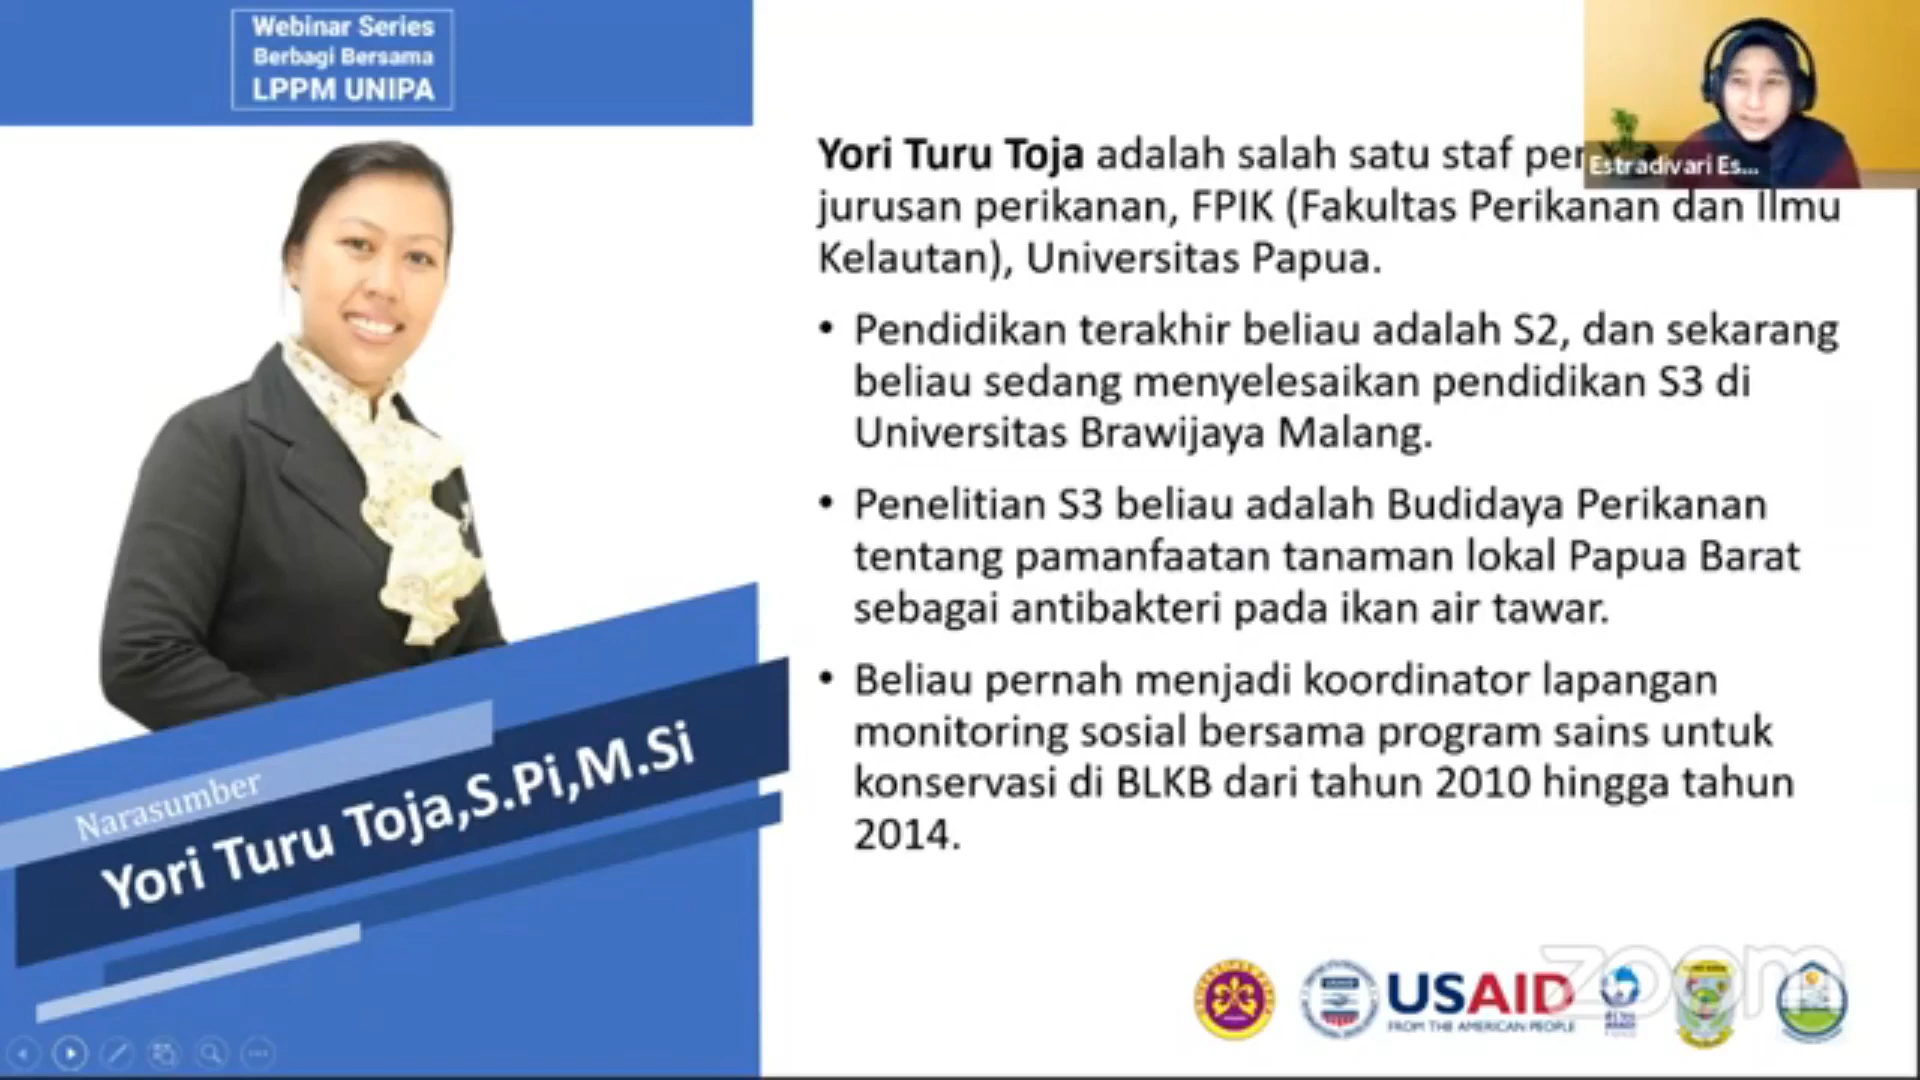 Webinar Series
Berbagi Bersama
LPPM UNIPA
Estradivari Es...
Yori Turu Toja adalah salah satu staf
jurusan perikanan, FPIK (Fakultas Perikanan dan Ilmu
Kelautan), Universitas Papua.
• Pendidikan terakhir beliau adalah S2, dan sekarang
beliau sedang menyelesaikan pendidikan S3 di
Universitas Brawijaya Malang.
• Penelitian S3 beliau adalah Budidaya Perikanan
tentang pamanfaatan tanaman lokal Papua Barat
sebagai antibakteri pada ikan air tawar.
• Beliau pernah menjadi koordinator lapangan
monitoring sosial bersama program sains untuk
konservasi di BLKB dari tahun 2010 hingga tahun
2014.
Narasumber
Yori Turu Toja,S.Pi,M.Si
USAID
FROM THE AMERICAN PEOPLE
zoom